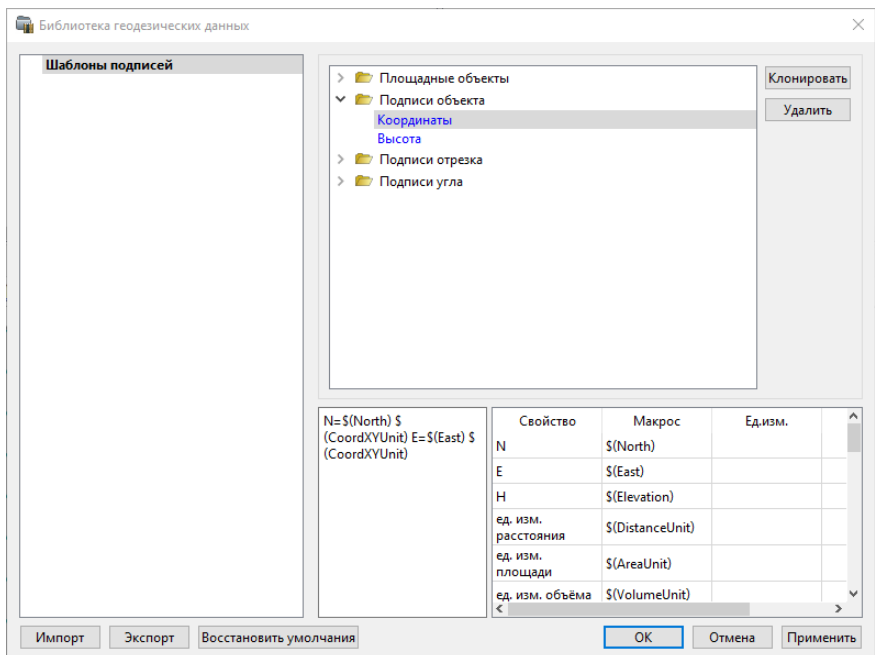 Библиотека геодезических данных
Шаблоны подписей
Площадные объекты
Подписи объекта
Координаты
Высота
Подписи отрезка
Подписи угла
Клонировать
Удалить
N=$(North) $
(CoordXYUnit) E=$(East) $
(CoordXYUnit)
Свойство Макрос Ед.изм.
N $(North)
E $(East)
H $(Elevation)
ед. изм.
расстояния $(DistanceUnit)
ед. изм.
площади $(AreaUnit)
ед. изм. объёма $(VolumeUnit)
Импорт Экспорт Восстановить умолчания OK Отмена Применить